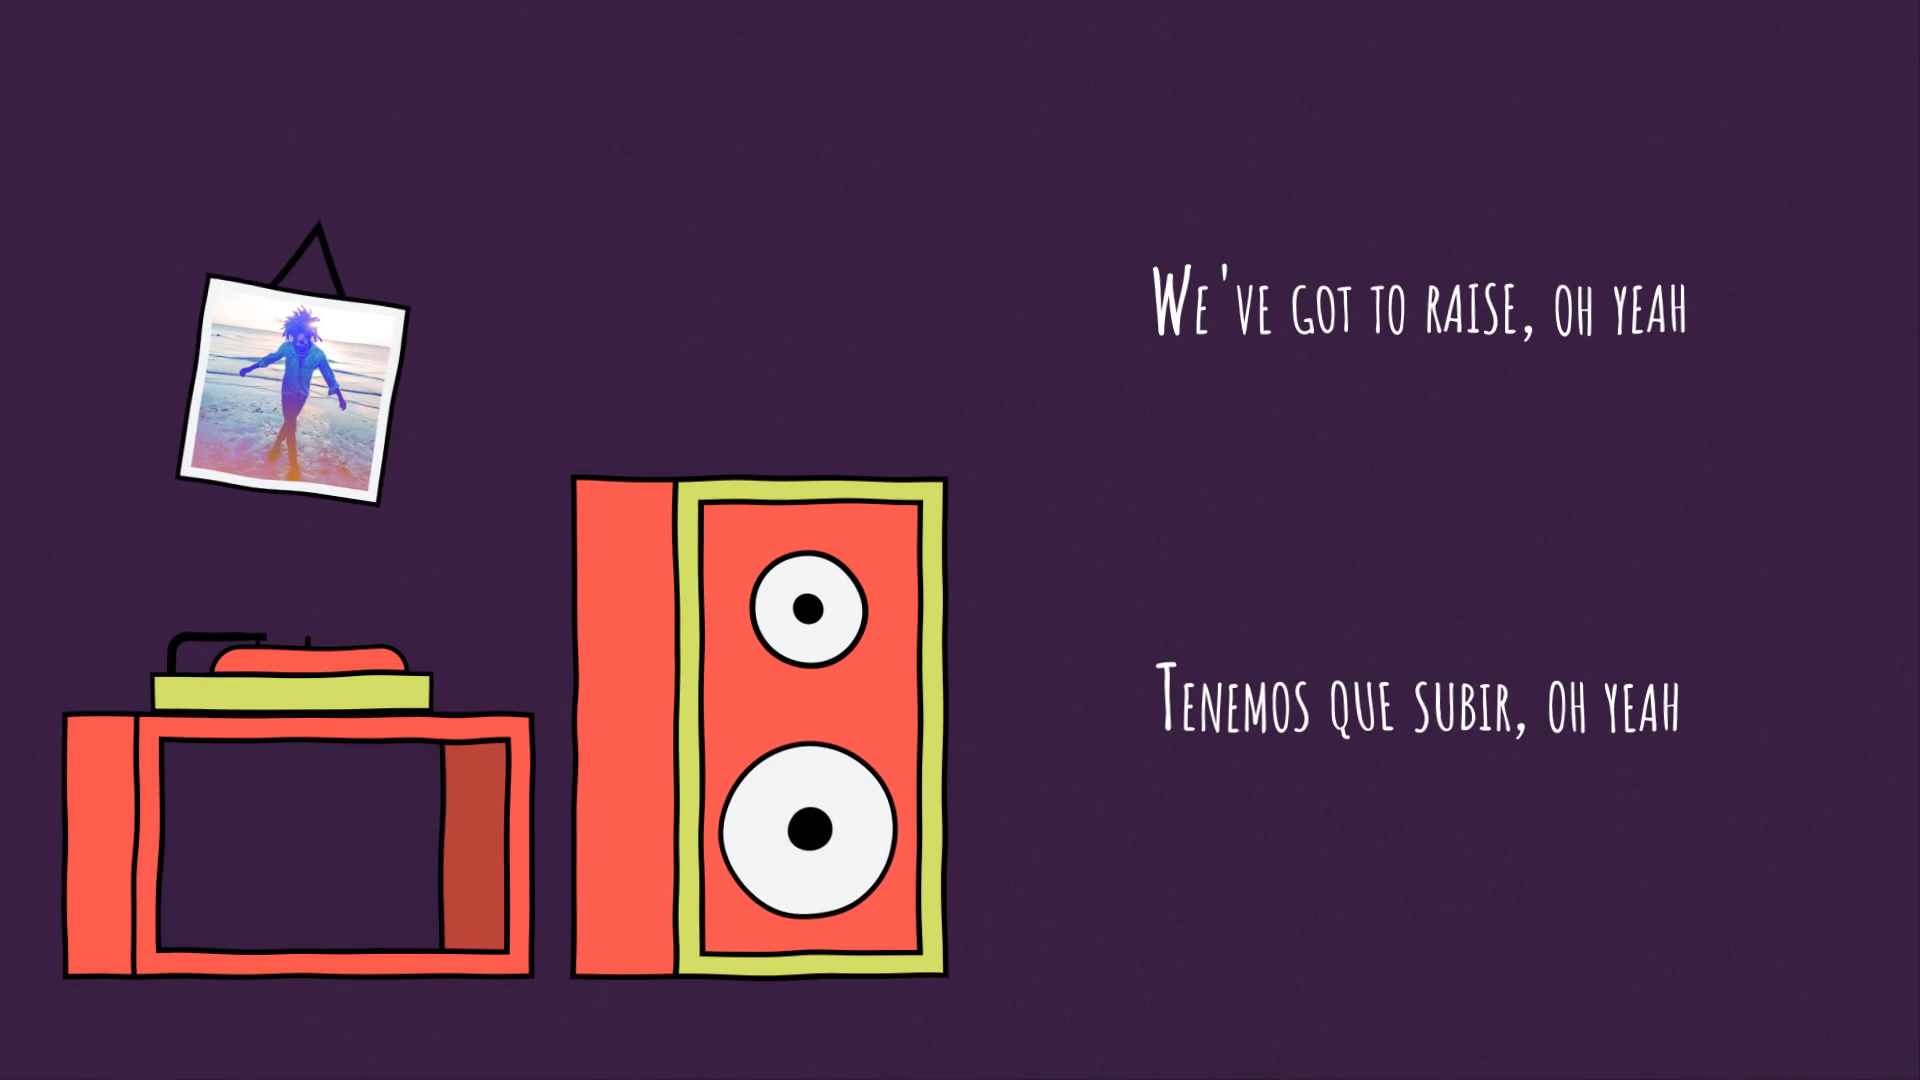 We've got to raise, oh yeah
Tenemos que subir, oh yeah